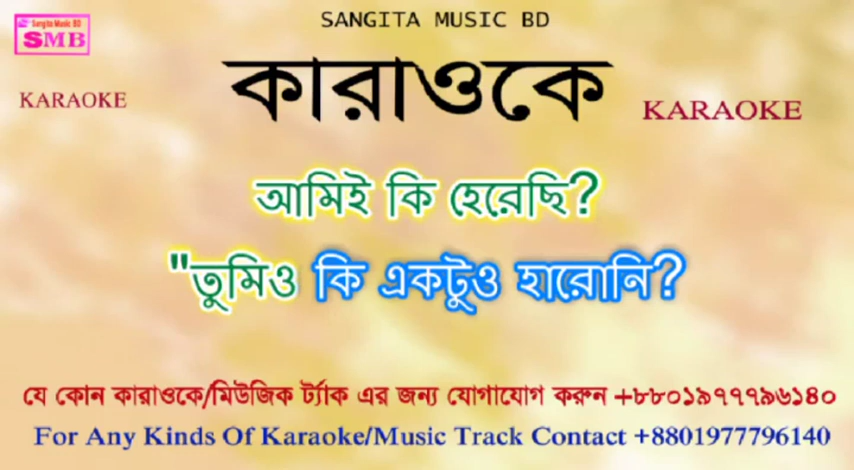 SANGITA MUSIC BD
Sangita Music BD
SMB
কারাওকে
KARAOKE
KARAOKE
আমিই কি হেরেছি?
"তুমিও কি একটুও হারোনি?
যে কোন কারাওকে/মিউজিক ট্যাক এর জন্য যোগাযোগ করুন +৮৮০১৯৭৭৭৯৬১৪০
For Any Kinds Of Karaoke/Music Track Contact +8801977796140